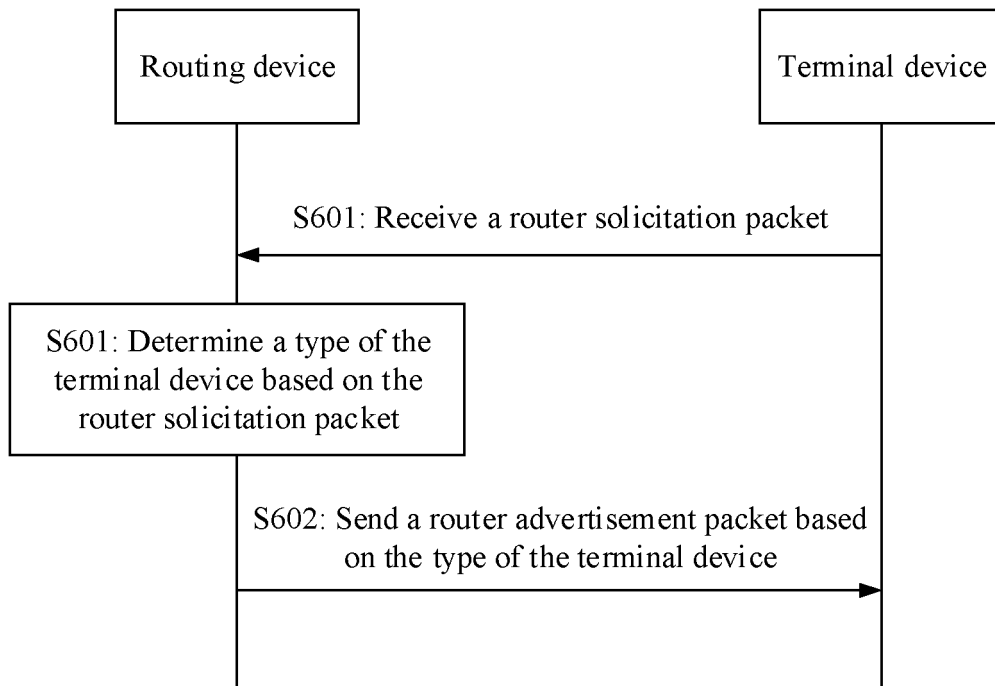 Routing device
Terminal device
S601: Receive a router solicitation packet
S601: Determine a type of the
terminal device based on the
router solicitation packet
S602: Send a router advertisement packet based
on the type of the terminal device